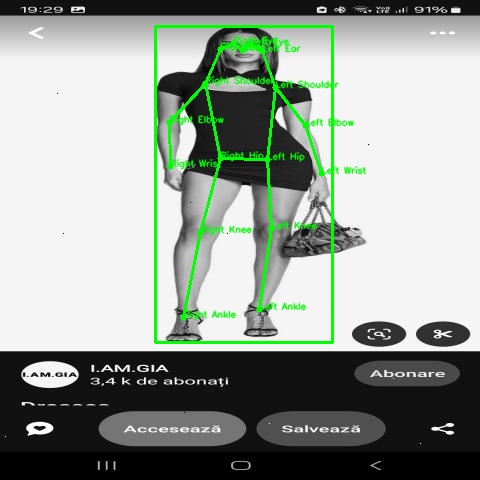 19:29
91%
Left Ear
Right Shoulder
Left Shoulder
Right Elbow
Left Elbow
Right Hip
Left Hip
Right Wrist
Left Wrist
Right Knee
Left Knee
Right Ankle
Left Ankle
I.AM.GIA
I.AM.GIA
3,4 k de abonați
Abonare
Accesează
Salvează